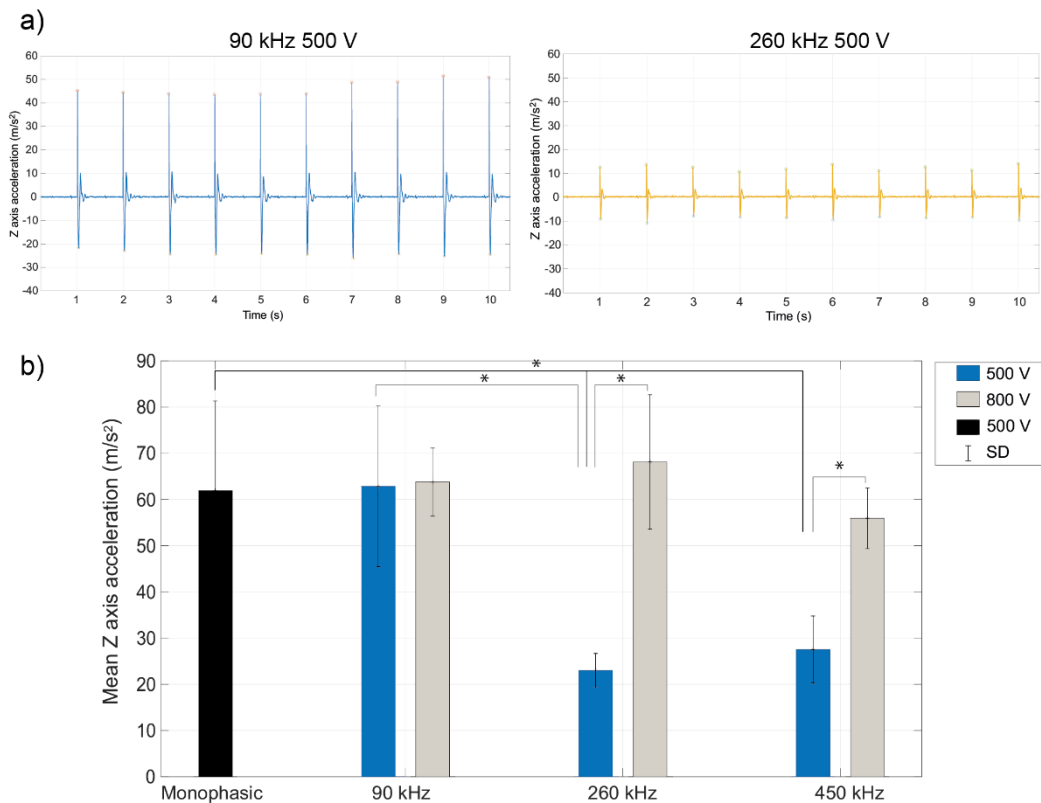 a)
90 kHz 500 V
260 kHz 500 V
Z axis acceleration (m/s²)
60
50
40
30
20
10
0
-10
-20
-30
-40
1 2 3 4 5 6 7 8 9 10
Time (s)
Z axis acceleration (m/s²)
60
50
40
30
20
10
0
-10
-20
-30
-40
1 2 3 4 5 6 7 8 9 10
Time (s)
b)
Mean Z axis acceleration (m/s²)
90
80
70
60
50
40
30
20
10
0
* * * *
Monophasic 90 kHz 260 kHz 450 kHz
500 V
800 V
500 V
SD